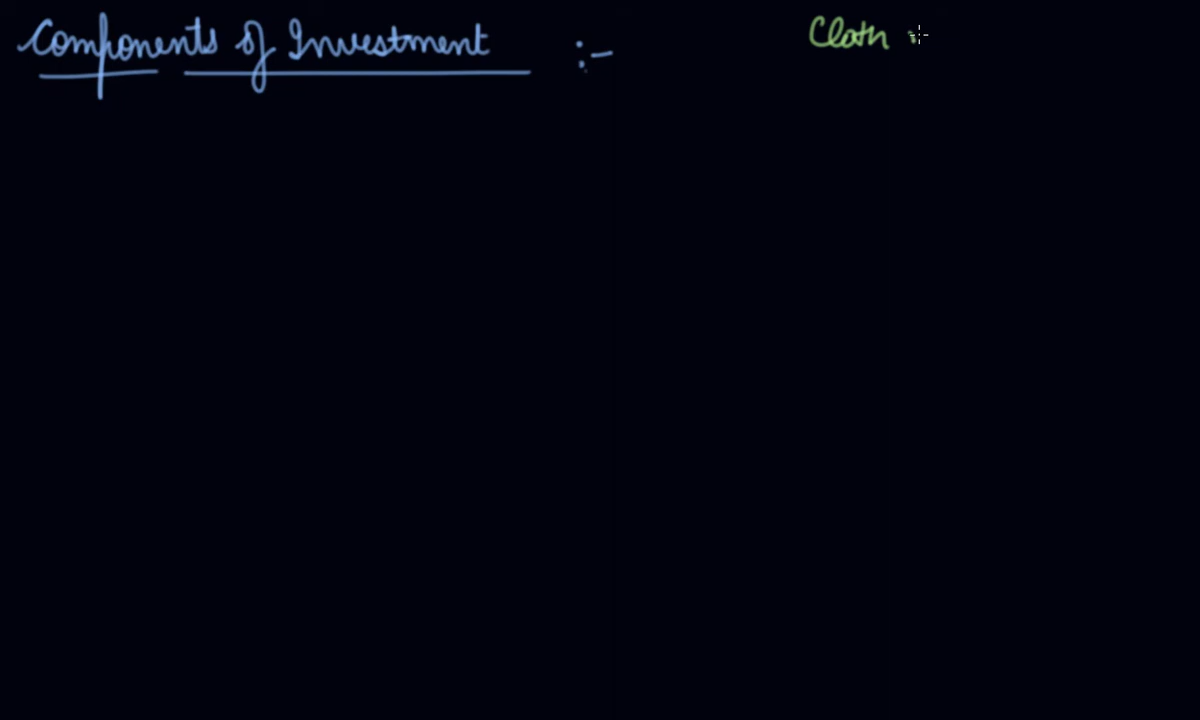 Components of Investment :-
Cloth